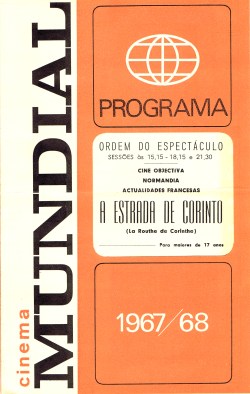 cinema
MUNDIAL
PROGRAMA
ORDEM DO ESPECTÁCULO
SESSÕES às 15,15 - 18,15 e 21,30
CINE OBJECTIVA
NORMANDIA
ACTUALIDADES FRANCESAS
A ESTRADA DE CORINTO
(La Routhe de Corinthe)
Para maiores de 17 anos
1967/68